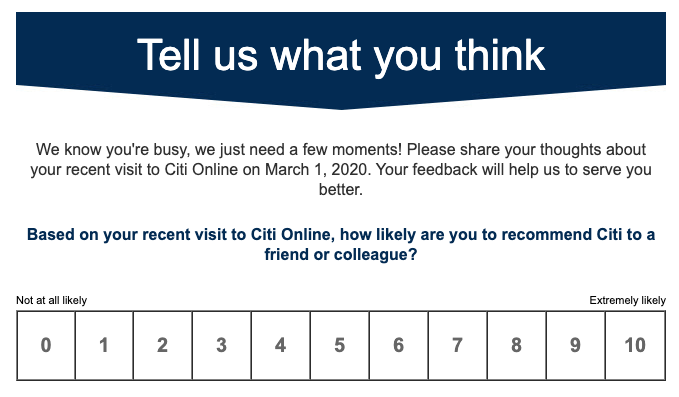 Tell us what you think
We know you're busy, we just need a few moments! Please share your thoughts about
your recent visit to Citi Online on March 1, 2020. Your feedback will help us to serve you
better.
Based on your recent visit to Citi Online, how likely are you to recommend Citi to a
friend or colleague?
Not at all likely Extremely likely
0 1 2 3 4 5 6 7 8 9 10